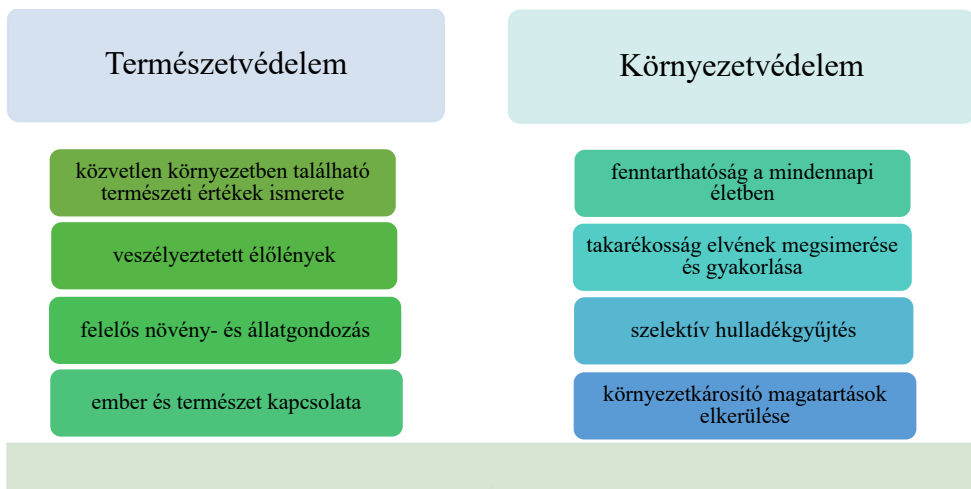 Természetvédelem
közvetlen környezetben található
természeti értékek ismerete
veszélyeztetett élőlények
felelős növény- és állatgondozás
ember és természet kapcsolata
Környezetvédelem
fenntarthatóság a mindennapi
életben
takarékosság elvének megsimerése
és gyakorlása
szelektív hulladékgyűjtés
környezetkárosító magatartások
elkerülése